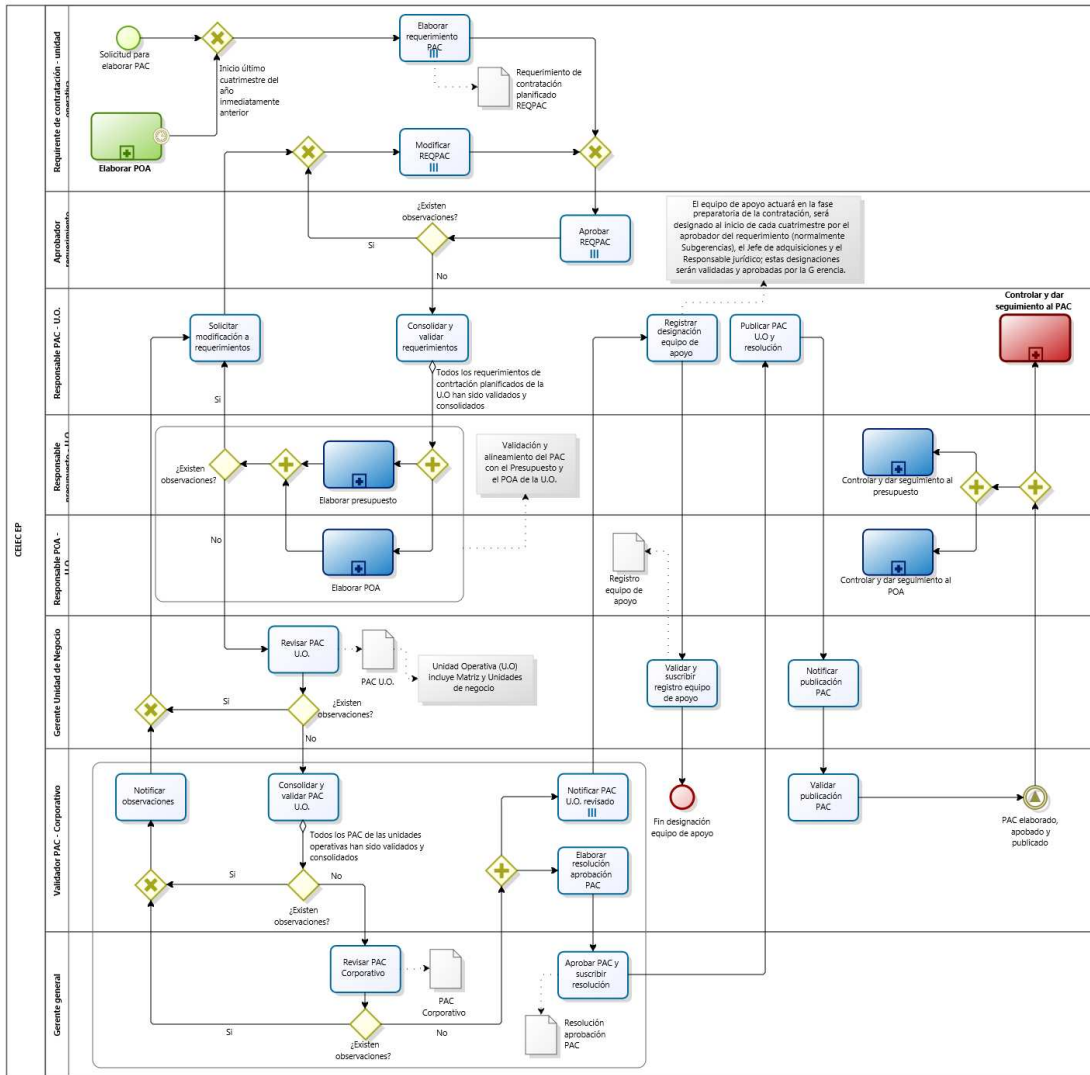 CELEC EP
Requirente de contratación - unidad
operativa
Solicitud para
elaborar PAC
Inicio último
cuatrimestre del
año
inmediatamente
anterior
Elaborar POA
Elaborar
requerimiento
PAC
Requerimiento de
contratación
planificado
REQPAC
Modificar
REQPAC
Aprobador
requerimiento
¿Existen
observaciones?
Si
No
Aprobar
REQPAC
El equipo de apoyo actuará en la fase
preparatoria de la contratación, será
designado al inicio de cada cuatrimestre por el
aprobador del requerimiento (normalmente
Subgerencias), el Jefe de adquisiciones y el
Responsable jurídico; estas designaciones
serán validadas y aprobadas por la G erencia.
Responsable PAC - U.O.
Solicitar
modificación a
requerimientos
Consolidar y
validar
requerimientos
Todos los requerimientos de
contrtación planificados de la
U.O han sido validados y
consolidados
Registrar
designación
equipo de
apoyo
Publicar PAC
U.O y
resolución
Controlar y dar
seguimiento al PAC
Responsable
presupuesto - U.O
Si
¿Existen
observaciones?
No
Elaborar presupuesto
Validación y
alineamiento del PAC
con el Presupuesto y
el POA de la U.O.
Controlar y dar seguimiento al
presupuesto
Responsable POA -
U.O.
Elaborar POA
Registro
equipo de
apoyo
Controlar y dar seguimiento al
POA
Gerente Unidad de Negocio
Revisar PAC
U.O.
PAC U.O.
Unidad Operativa (U.O)
incluye Matriz y Unidades
de negocio
Si
¿Existen
observaciones?
No
Validar y
suscribir
registro equipo
de apoyo
Notificar
publicación
PAC
Validador PAC - Corporativo
Notificar
observaciones
Consolidar y
validar PAC
U.O.
Todos los PAC de las unidades
operativas han sido validados y
consolidados
Si
No
¿Existen
observaciones?
Notificar PAC
U.O. revisado
Elaborar
resolución
aprobación
PAC
Fin designación
equipo de apoyo
Validar
publicación
PAC
PAC elaborado,
apobado y
publicado
Gerente general
Revisar PAC
Corporativo
PAC
Corporativo
Si
¿Existen
observaciones?
No
Aprobar PAC y
suscribir
resolución
Resolución
aprobación
PAC